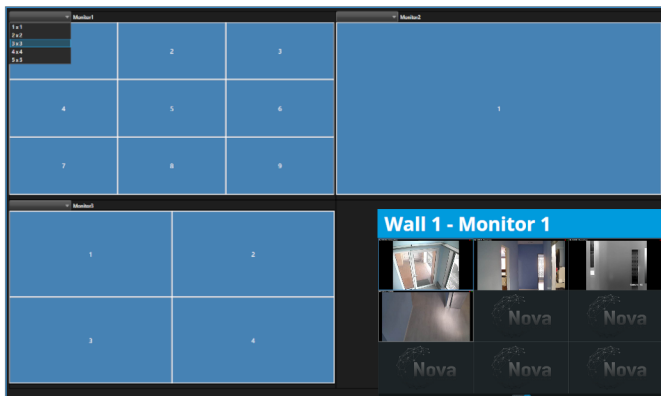 Monitor1
Monitor2
1 x 1
2 x 2
3 x 3
4 x 4
5 x 5
2
3
4
5
6
7
8
9
1
Monitor3
1
2
3
4
Wall 1 - Monitor 1
Nova
Nova
Nova
Nova
Nova